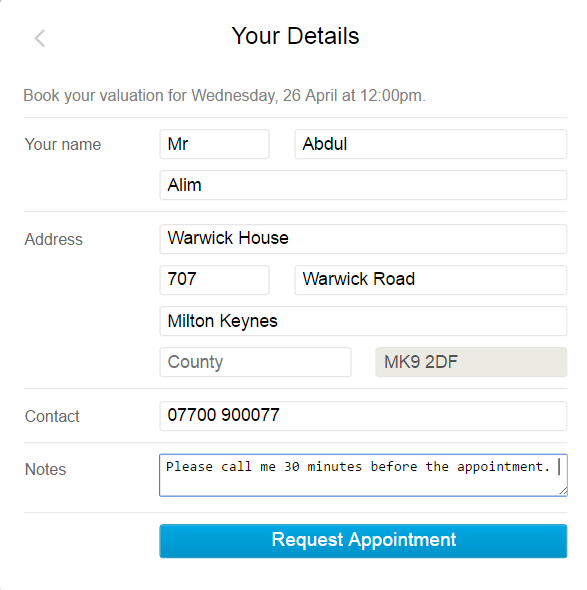 Your Details
Book your valuation for Wednesday, 26 April at 12:00pm.
Your name Mr Abdul
Alim
Address Warwick House
707 Warwick Road
Milton Keynes
County MK9 2DF
Contact 07700 900077
Notes Please call me 30 minutes before the appointment.
Request Appointment